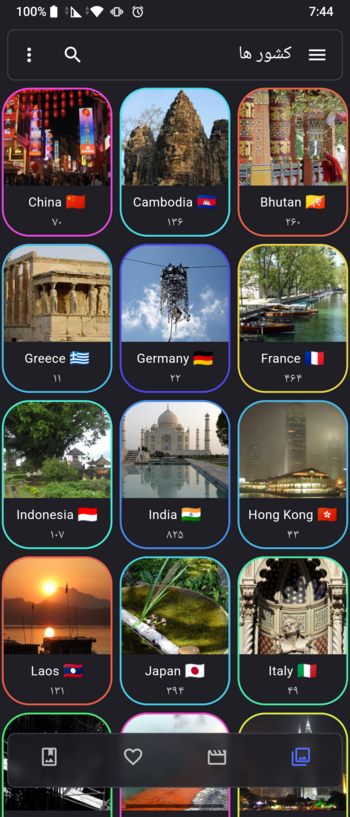 100% 7:44
کشور ها
Bhutan 🇧🇹
۲۶۰
Cambodia 🇰🇭
۱۳۶
China 🇨🇳
۷۰
France 🇫🇷
۴۶۴
Germany 🇩🇪
۲۲
Greece 🇬🇷
۱۱
Hong Kong 🇭🇰
۴۳
India 🇮🇳
۸۲۵
Indonesia 🇮🇩
۱۰۷
Italy 🇮🇹
۴۹
Japan 🇯🇵
۳۹۴
Laos 🇱🇦
۱۳۱